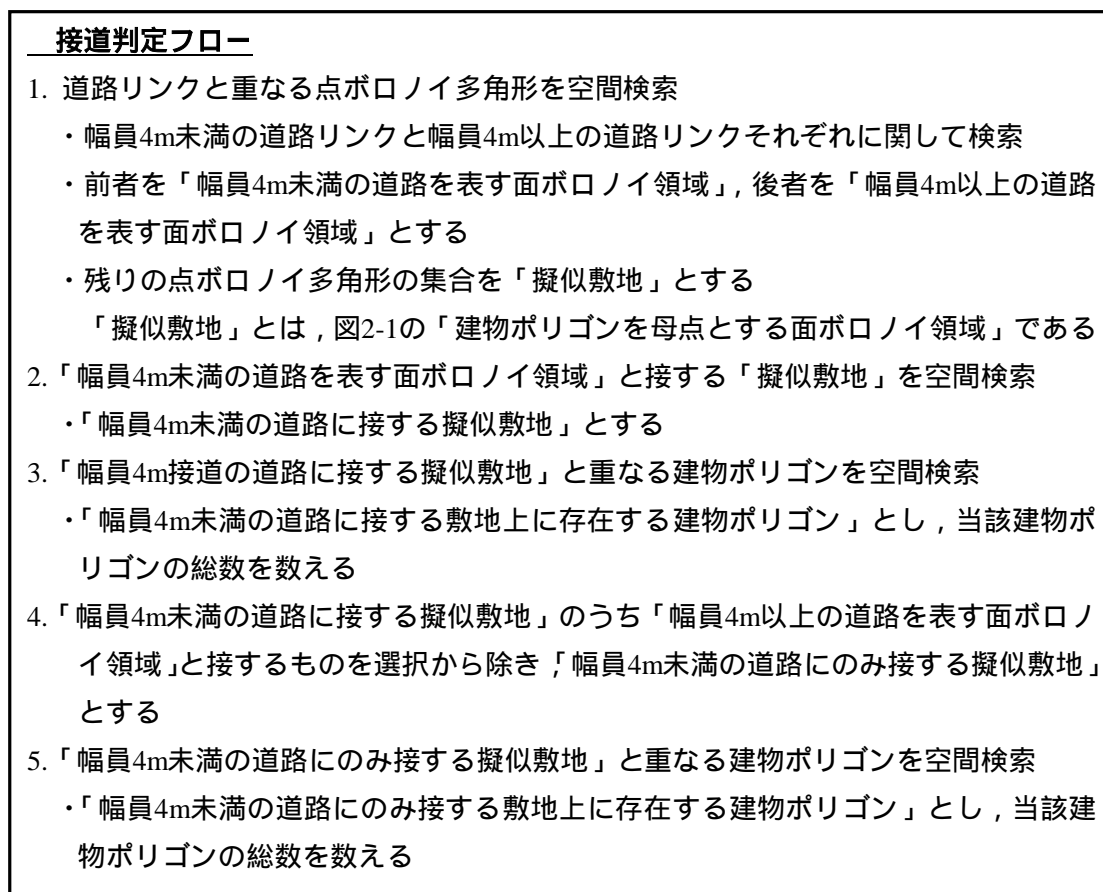 接道判定フロー
1. 道路リンクと重なる点ボロノイ多角形を空間検索
・幅員4m未満の道路リンクと幅員4m以上の道路リンクそれぞれに関して検索
・前者を「幅員4m未満の道路を表す面ボロノイ領域」，後者を「幅員4m以上の道路
を表す面ボロノイ領域」とする
・残りの点ボロノイ多角形の集合を「擬似敷地」とする
「擬似敷地」とは，図2-1の「建物ポリゴンを母点とする面ボロノイ領域」である
2.「幅員4m未満の道路を表す面ボロノイ領域」と接する「擬似敷地」を空間検索
・「幅員4m未満の道路に接する擬似敷地」とする
3.「幅員4m接道の道路に接する擬似敷地」と重なる建物ポリゴンを空間検索
・「幅員4m未満の道路に接する敷地上に存在する建物ポリゴン」とし，当該建物ポ
リゴンの総数を数える
4.「幅員4m未満の道路に接する擬似敷地」のうち「幅員4m以上の道路を表す面ボロノ
イ領域」と接するものを選択から除き，「幅員4m未満の道路にのみ接する擬似敷地」
とする
5.「幅員4m未満の道路にのみ接する擬似敷地」と重なる建物ポリゴンを空間検索
・「幅員4m未満の道路にのみ接する敷地上に存在する建物ポリゴン」とし，当該建
物ポリゴンの総数を数える